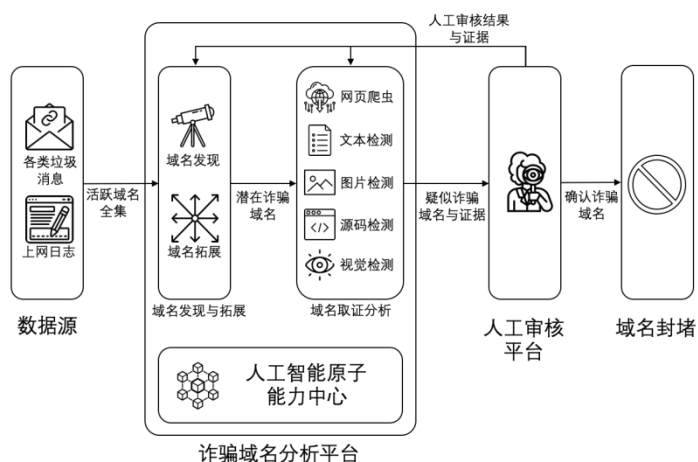 人工审核结果
与证据
各类垃圾
消息
上网日志
数据源
活跃域名
全集
域名发现
域名拓展
域名发现与拓展
潜在诈骗
域名
网页爬虫
文本检测
图片检测
源码检测
视觉检测
域名取证分析
人工智能原子
能力中心
诈骗域名分析平台
疑似诈骗
域名与证据
人工审核
平台
确认诈骗
域名
域名封堵